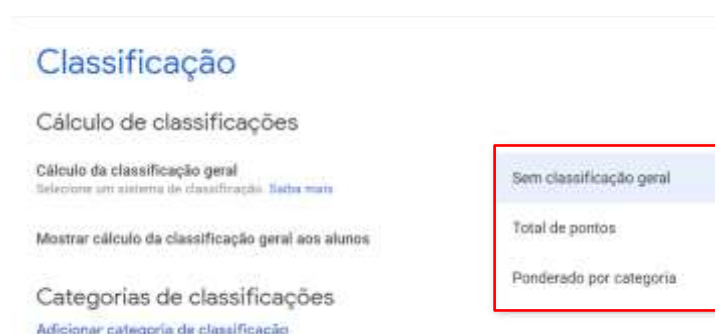 Classificação
Cálculo de classificações
Cálculo da classificação geral
Selecione um sistema de classificação. Saiba mais
Sem classificação geral
Total de pontos
Mostrar cálculo da classificação geral aos alunos
Ponderado por categoria
Categorias de classificações
Adicionar categoria de classificação